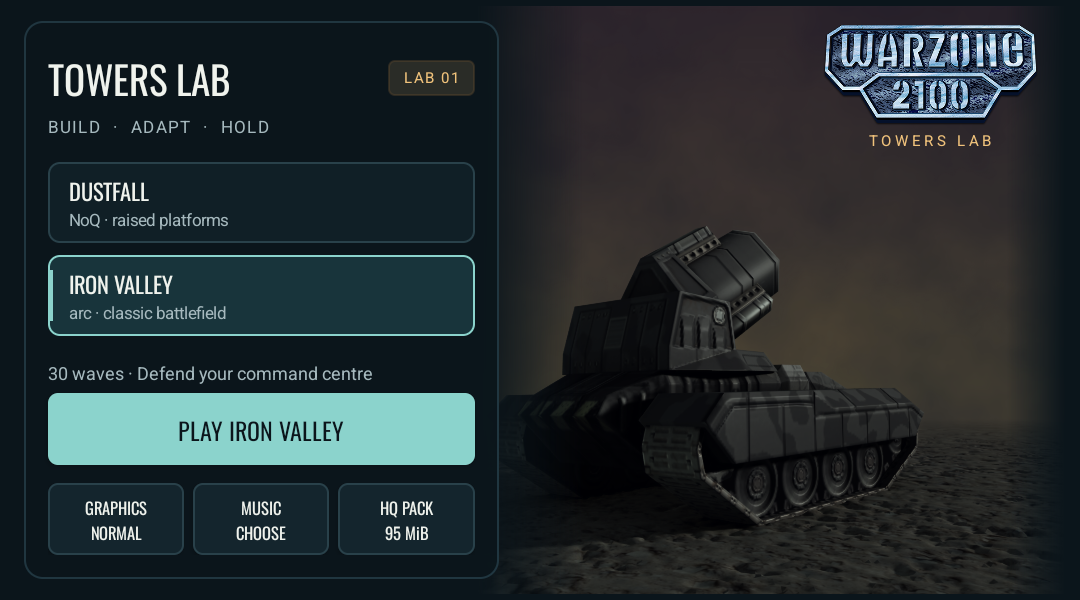 TOWERS LAB
LAB 01
BUILD · ADAPT · HOLD
DUSTFALL
NoQ · raised platforms
IRON VALLEY
arc · classic battlefield
30 waves · Defend your command centre
PLAY IRON VALLEY
GRAPHICS
NORMAL
MUSIC
CHOOSE
HQ PACK
95 MiB
WARZONE
2100
TOWERS LAB